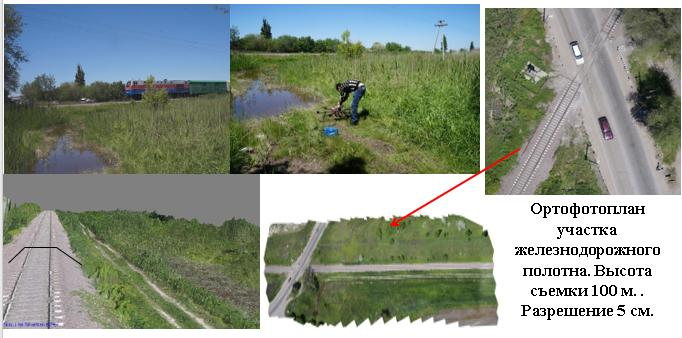 Ортофотоплан
участка
железнодорожного
полотна. Высота
съемки 100 м. .
Разрешение 5 см.